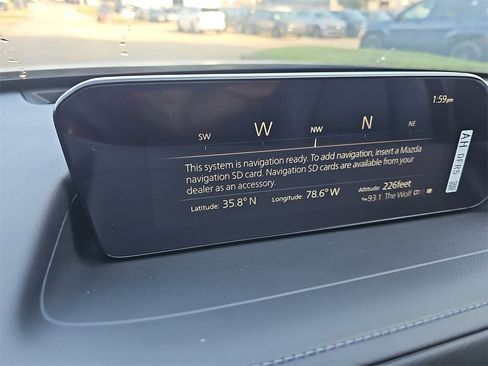 1:59pm
SW W NW N NE
This system is navigation ready. To add navigation, insert a Mazda
navigation SD card. Navigation SD cards are available from your
dealer as an accessory.
Latitude: 35.8° N Longitude: 78.6° W Altitude: 226feet
93.1 The Wolf
AH DFR5